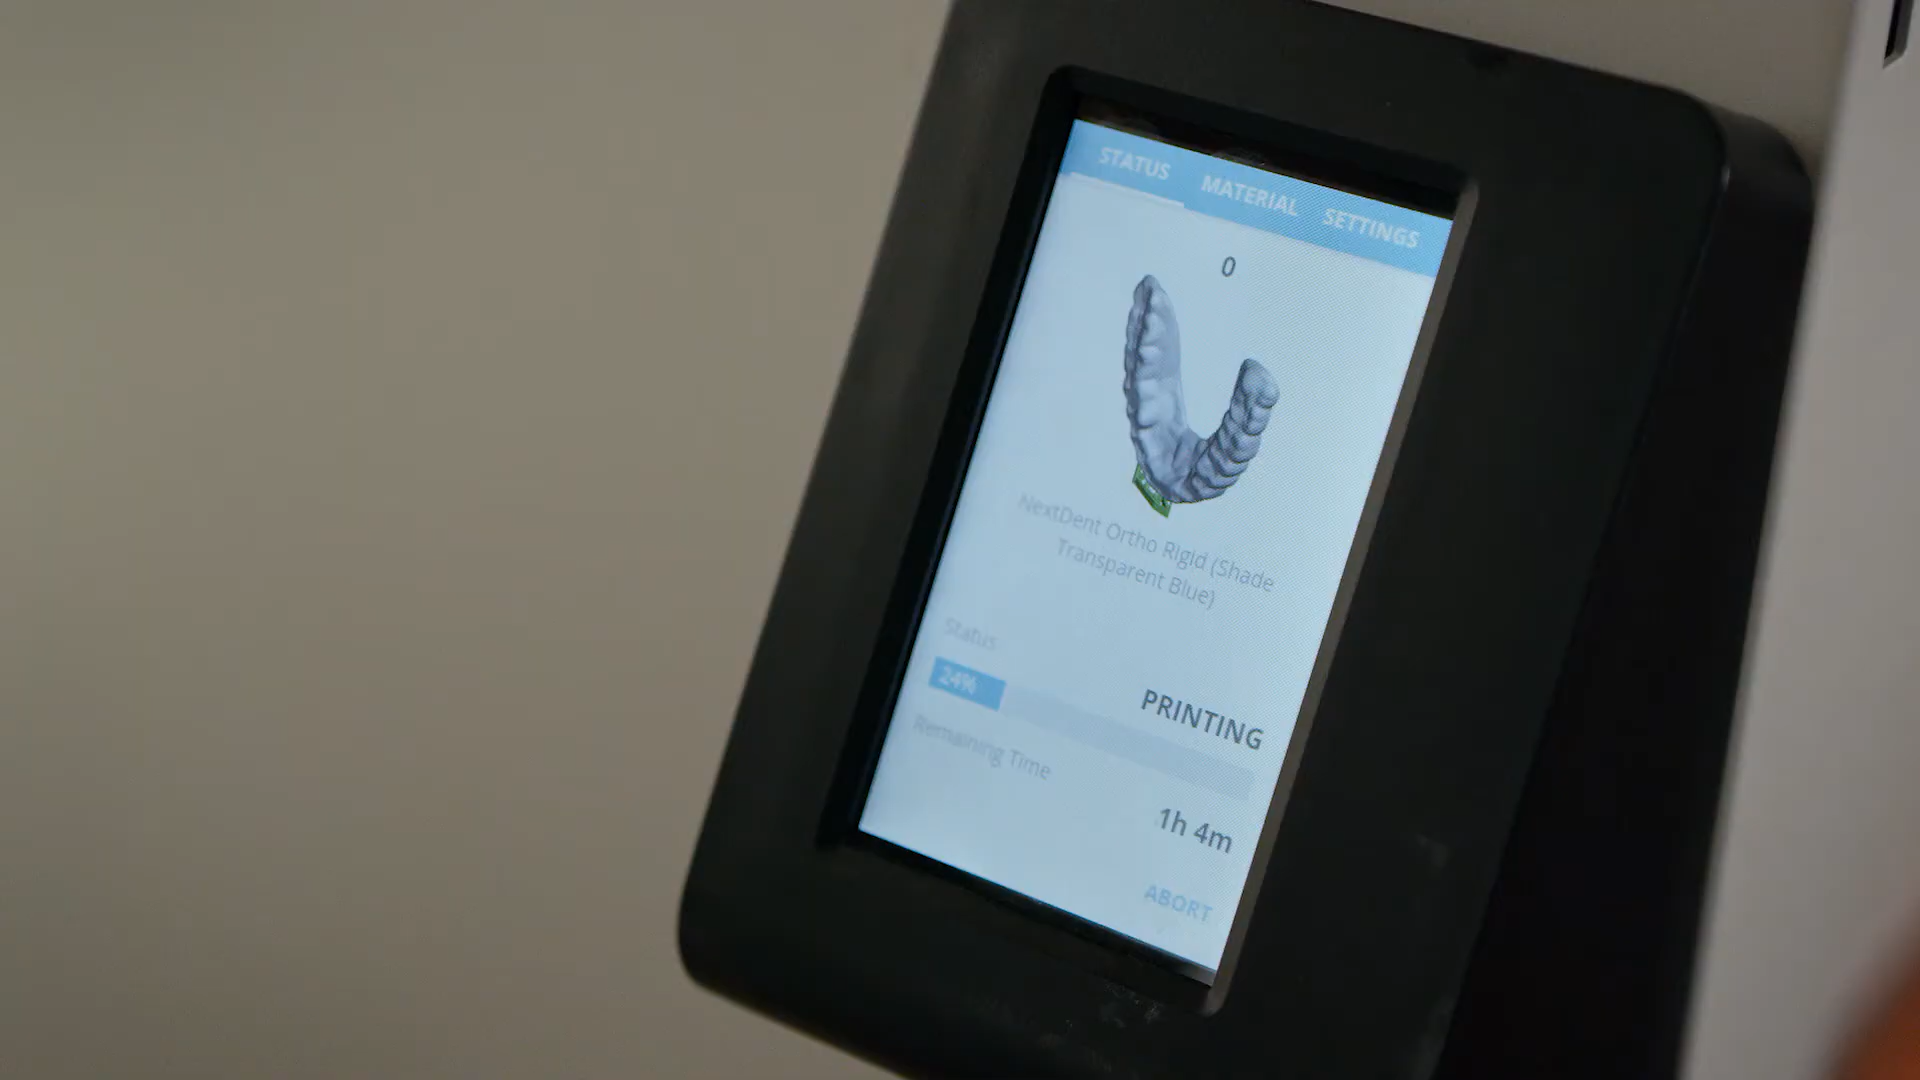 STATUS MATERIAL SETTINGS
0
NextDent Ortho Rigid (Shade
Transparent Blue)
Status
24%
PRINTING
Remaining Time
1h 4m
ABORT